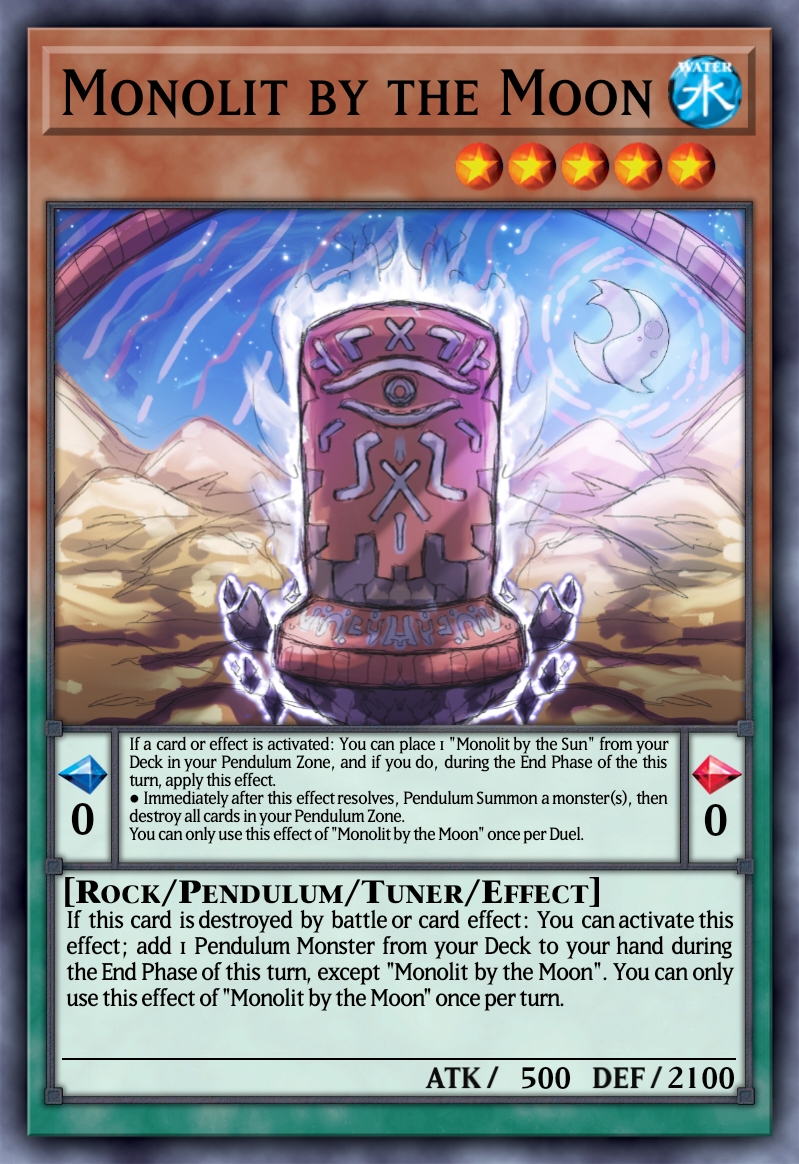 Monolit by the Moon
WATER
水
If a card or effect is activated: You can place 1 "Monolit by the Sun" from your
Deck in your Pendulum Zone, and if you do, during the End Phase of the this
turn, apply this effect.
● Immediately after this effect resolves, Pendulum Summon a monster(s), then
destroy all cards in your Pendulum Zone.
You can only use this effect of "Monolit by the Moon" once per Duel.
0
0
[Rock/Pendulum/Tuner/Effect]
If this card is destroyed by battle or card effect: You can activate this
effect; add 1 Pendulum Monster from your Deck to your hand during
the End Phase of this turn, except "Monolit by the Moon". You can only
use this effect of "Monolit by the Moon" once per turn.
ATK / 500 DEF / 2100